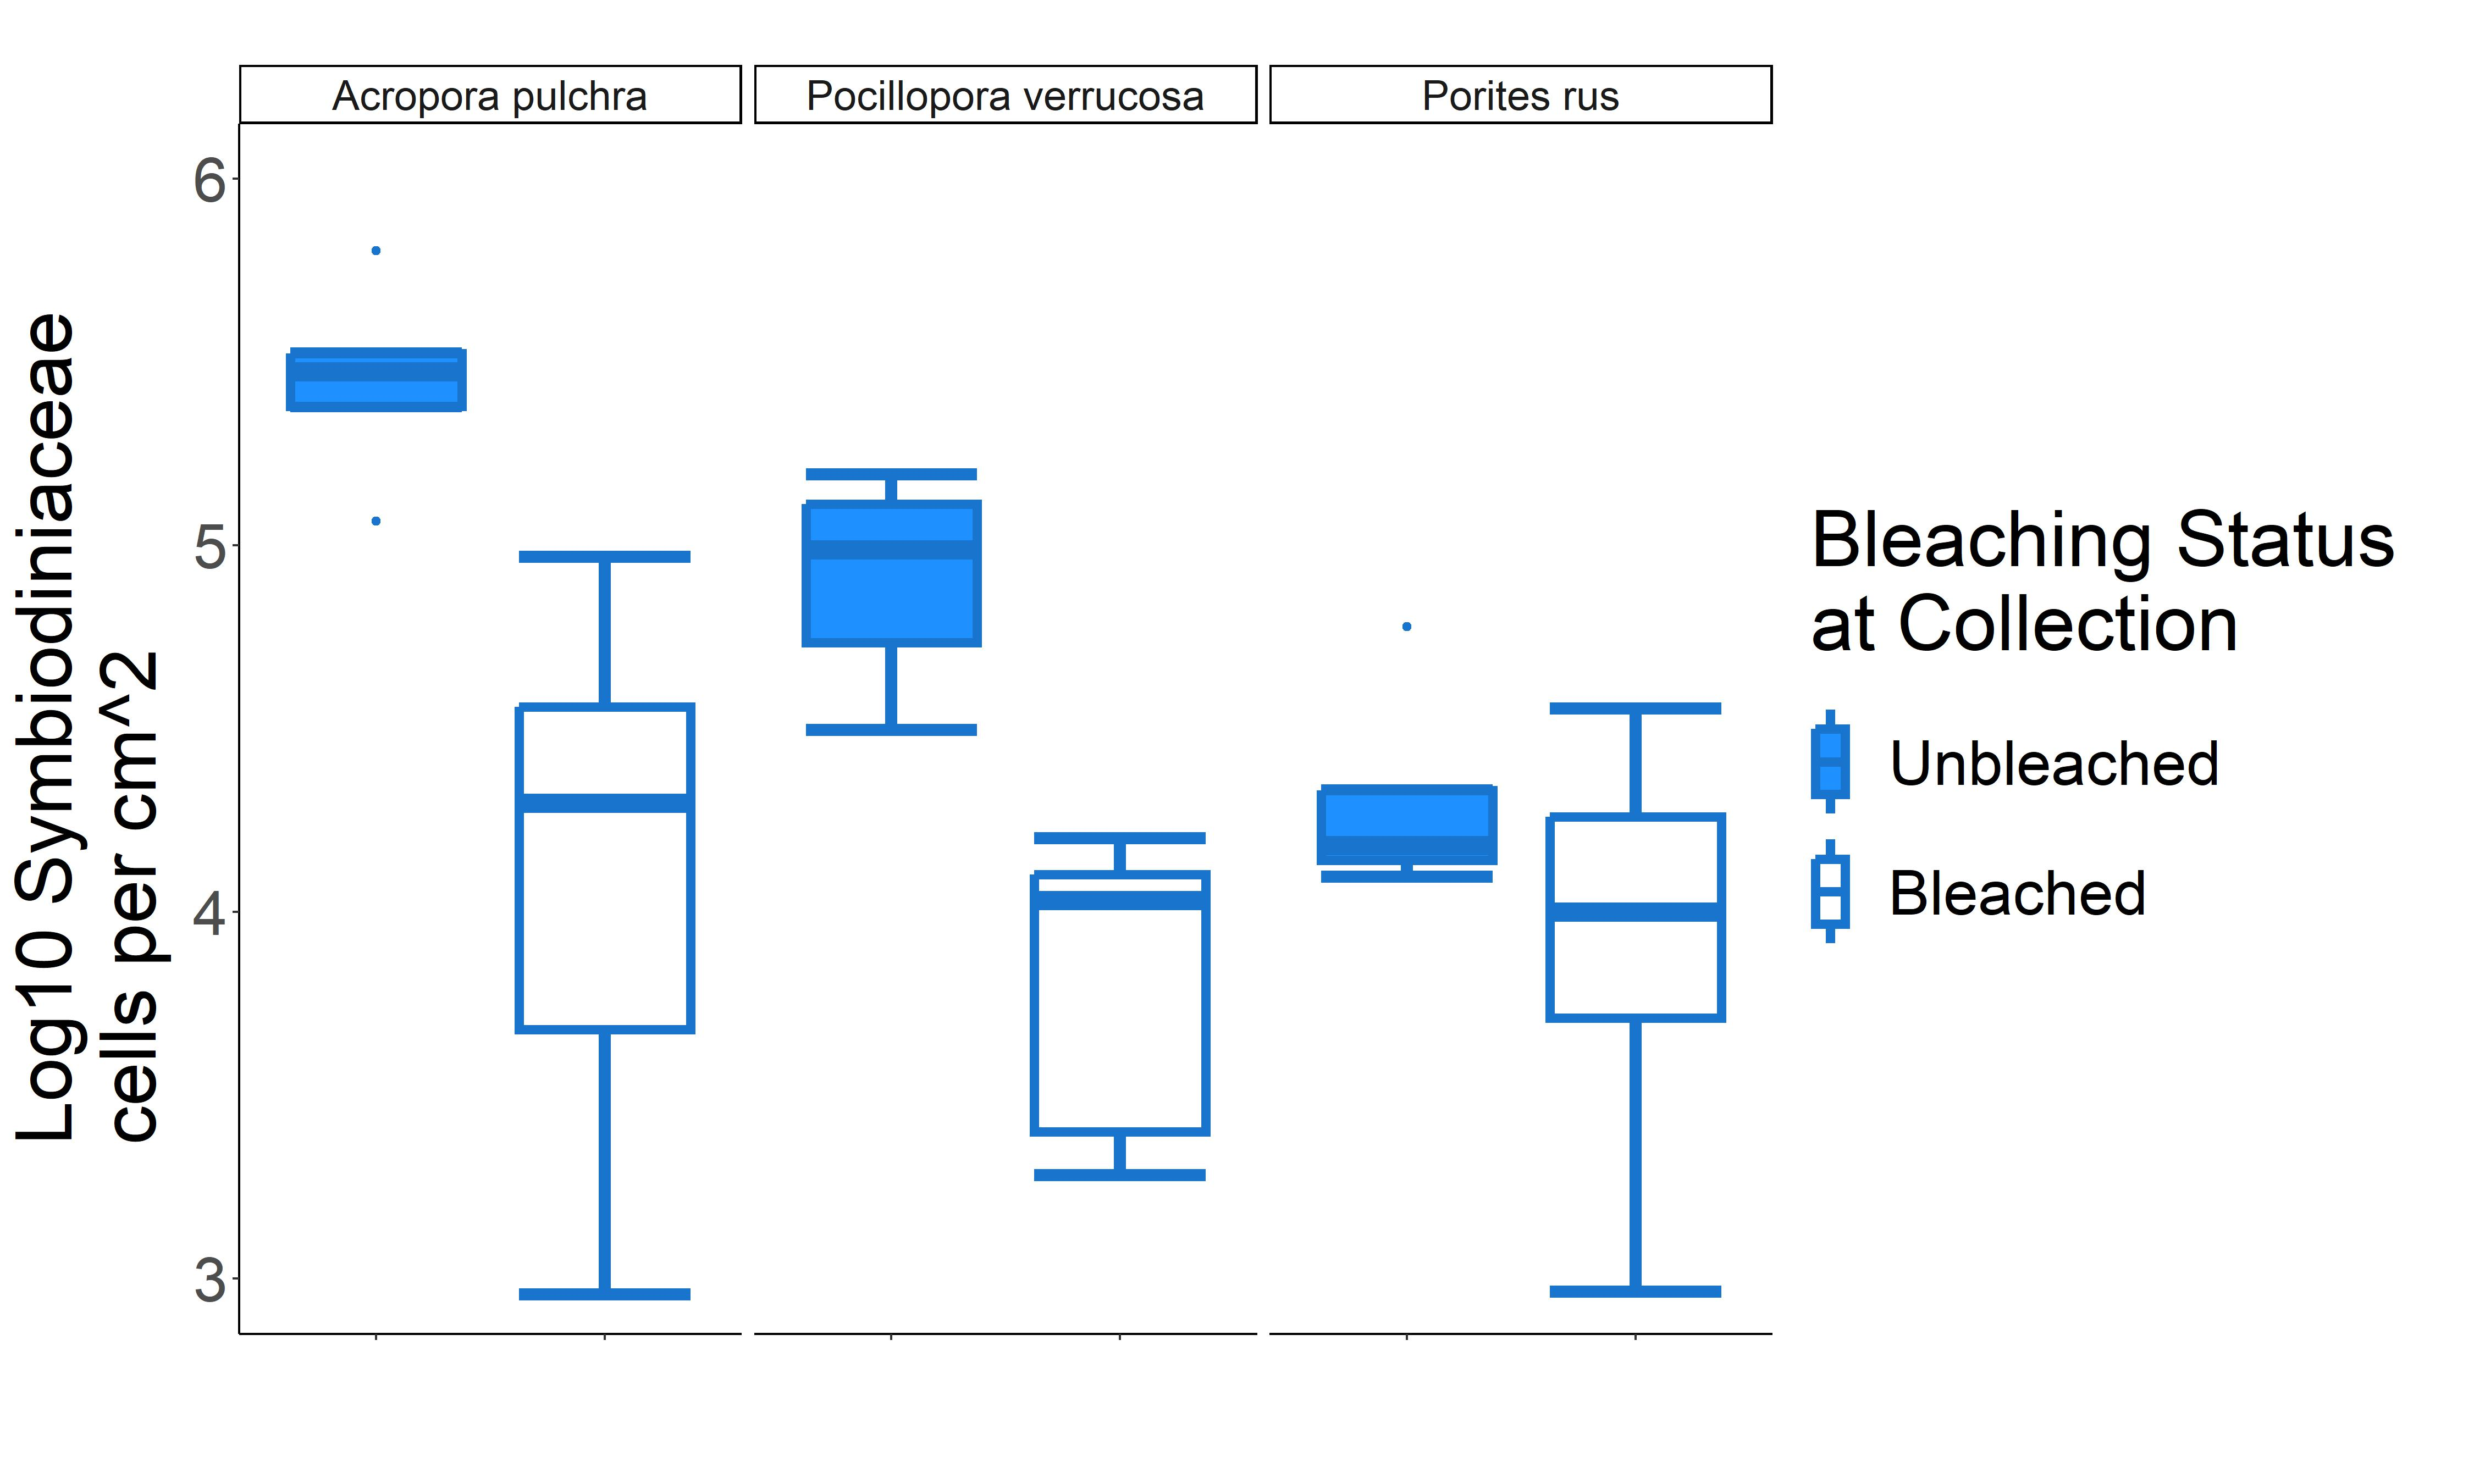 Acropora pulchra
Pocillopora verrucosa
Porites rus
6
5
4
3
Log10 Symbiodiniaceae
cells per cm^2
Bleaching Status
at Collection
Unbleached
Bleached